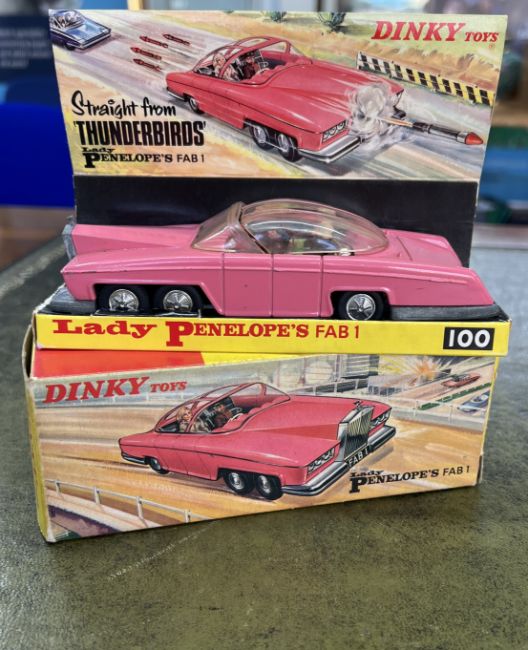 DINKY TOYS
Straight from
THUNDERBIRDS
Lady
PENELOPE'S FAB 1
Lady PENELOPE'S FAB 1
100
DINKY TOYS
FAB 1
Lady
PENELOPE'S FAB 1